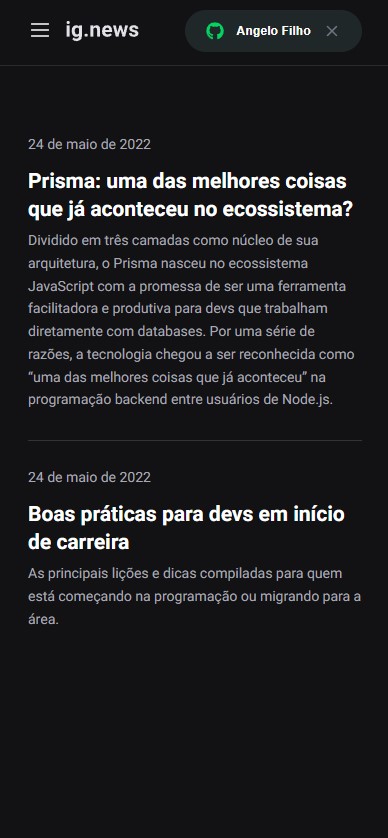 ig.news
Angelo Filho
24 de maio de 2022
Prisma: uma das melhores coisas
que já aconteceu no ecossistema?
Dividido em três camadas como núcleo de sua
arquitetura, o Prisma nasceu no ecossistema
JavaScript com a promessa de ser uma ferramenta
facilitadora e produtiva para devs que trabalham
diretamente com databases. Por uma série de
razões, a tecnologia chegou a ser reconhecida como
“uma das melhores coisas que já aconteceu” na
programação backend entre usuários de Node.js.
24 de maio de 2022
Boas práticas para devs em início
de carreira
As principais lições e dicas compiladas para quem
está começando na programação ou migrando para a
área.